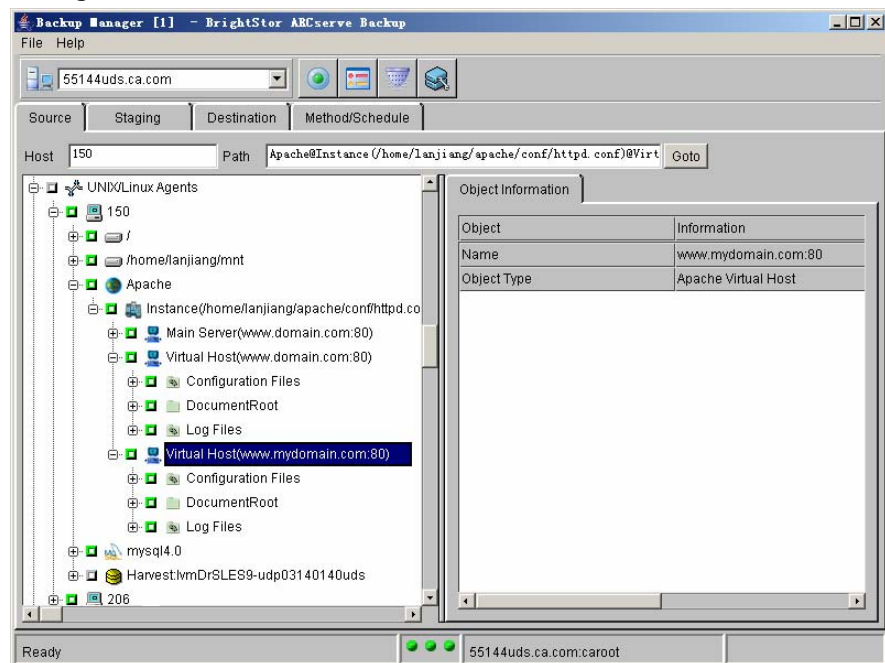 Backup Manager [1] - BrightStor ARCserve Backup
File Help
55144uds.ca.com
Source Staging Destination Method/Schedule
Host 150 Path Apache@Instance(/home/lanjiang/apache/conf/httpd.conf)@Virt Goto
UNIX/Linux Agents
150
/
/home/lanjiang/mnt
Apache
Instance(/home/lanjiang/apache/conf/httpd.co
Main Server(www.domain.com:80)
Virtual Host(www.domain.com:80)
Configuration Files
DocumentRoot
Log Files
Virtual Host(www.mydomain.com:80)
Configuration Files
DocumentRoot
Log Files
mysql4.0
Harvest:lvmDrSLES9-udp03140140uds
206
Object Information
Object Information
Name www.mydomain.com:80
Object Type Apache Virtual Host
Ready 55144uds.ca.com:caroot